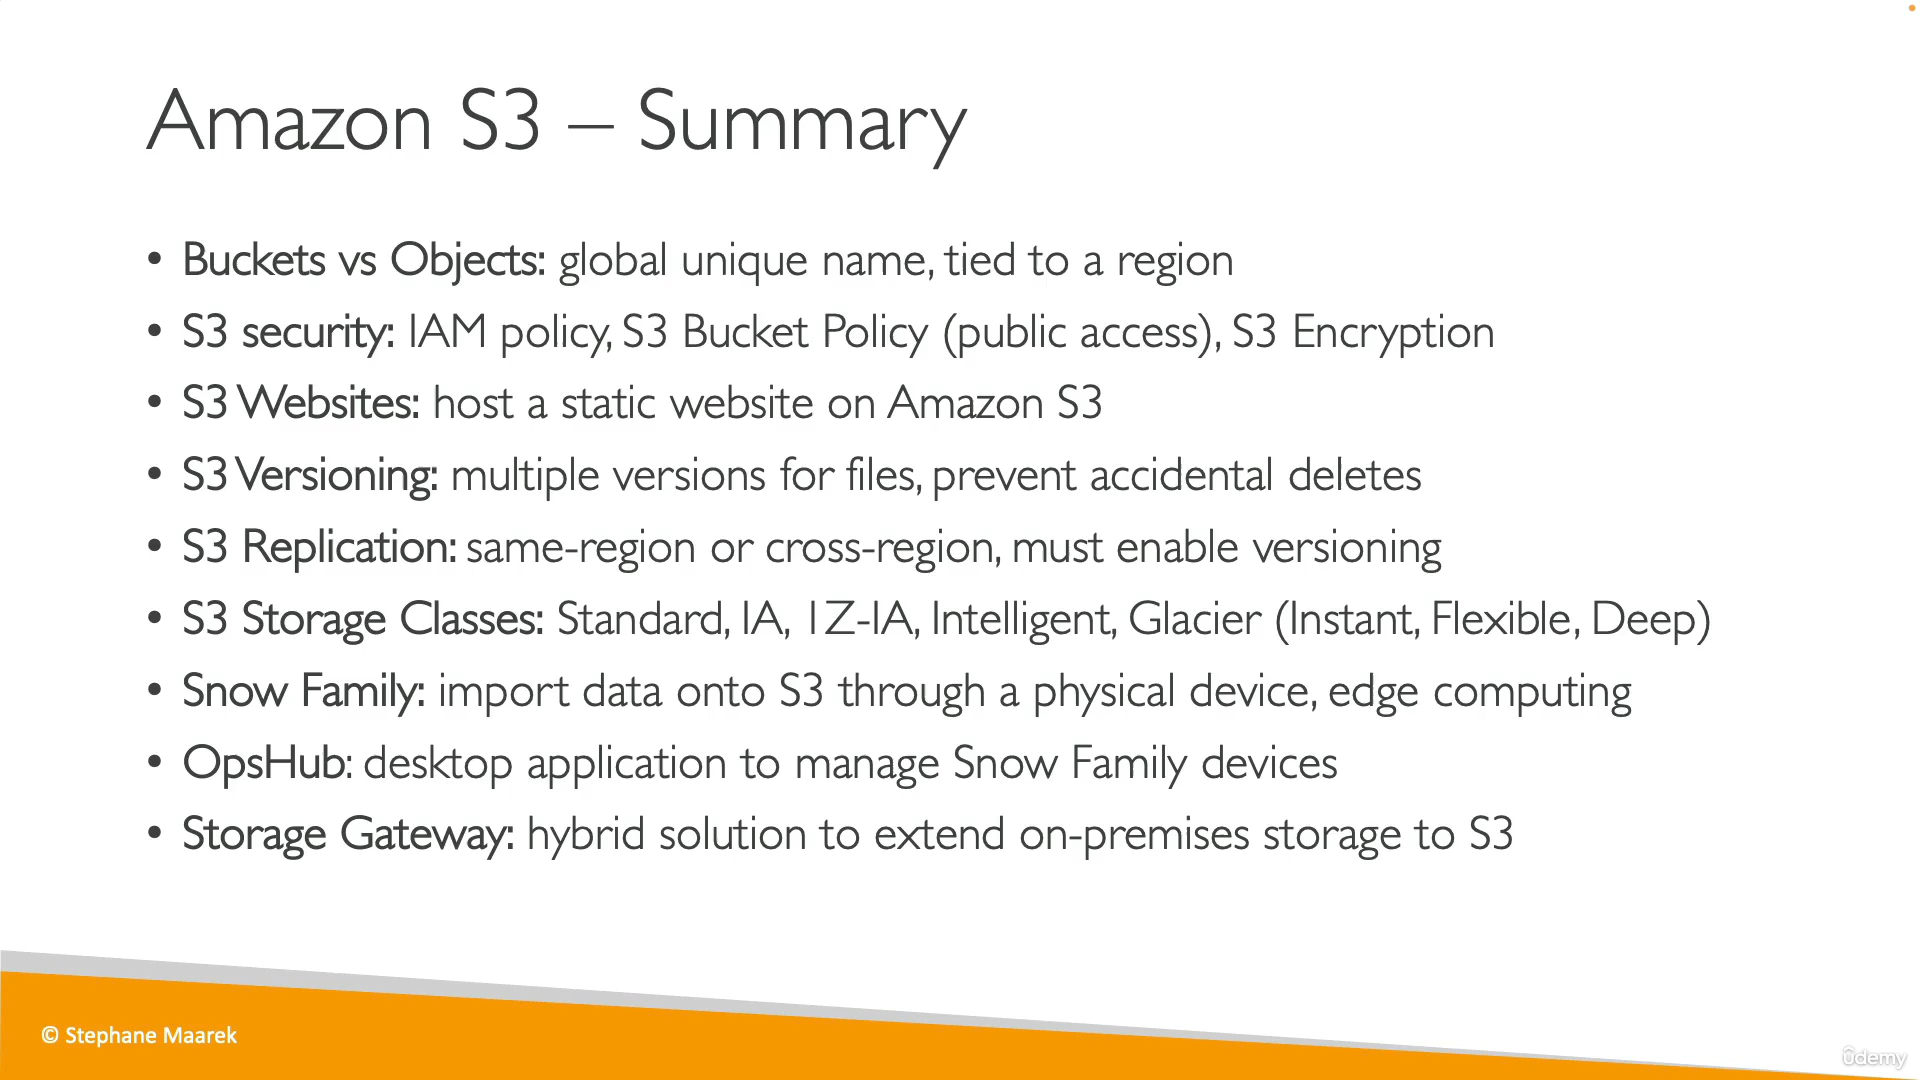 Amazon S3 – Summary
• Buckets vs Objects: global unique name, tied to a region
• S3 security: IAM policy, S3 Bucket Policy (public access), S3 Encryption
• S3 Websites: host a static website on Amazon S3
• S3 Versioning: multiple versions for files, prevent accidental deletes
• S3 Replication: same-region or cross-region, must enable versioning
• S3 Storage Classes: Standard, IA, 1Z-IA, Intelligent, Glacier (Instant, Flexible, Deep)
• Snow Family: import data onto S3 through a physical device, edge computing
• OpsHub: desktop application to manage Snow Family devices
• Storage Gateway: hybrid solution to extend on-premises storage to S3
© Stephane Maarek
ûdemy